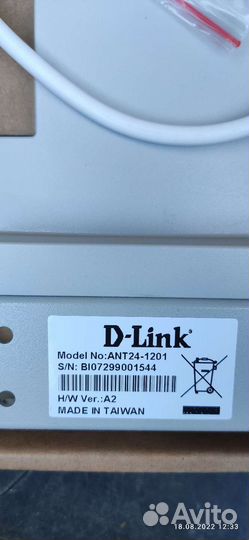 D-Link
Model No:ANT24-1201
S/N: BI07299001544
H/W Ver.:A2
MADE IN TAIWAN
Avito
18.08.2022 12:33